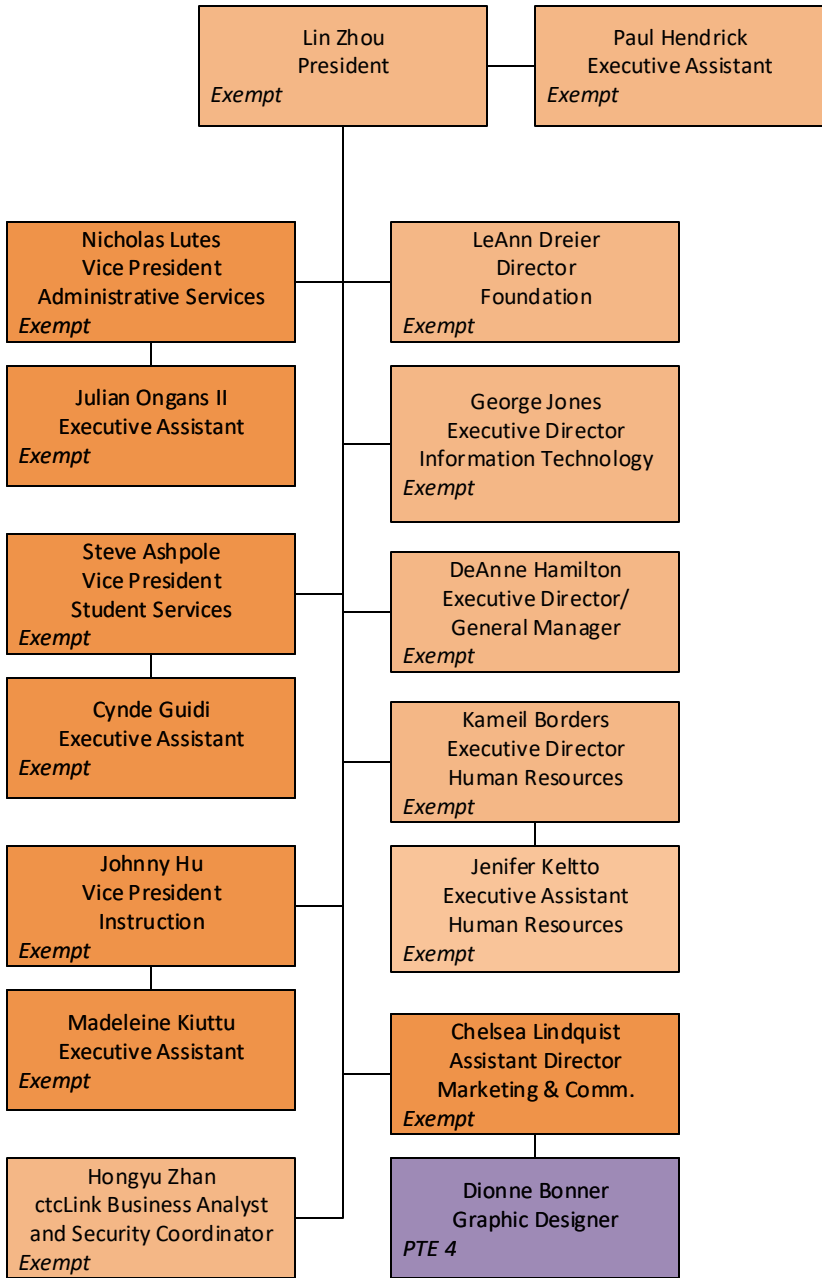 Lin Zhou
President
Exempt
Paul Hendrick
Executive Assistant
Exempt
Nicholas Lutes
Vice President
Administrative Services
Exempt
LeAnn Dreier
Director
Foundation
Exempt
Julian Ongans II
Executive Assistant
Exempt
George Jones
Executive Director
Information Technology
Exempt
Steve Ashpole
Vice President
Student Services
Exempt
DeAnne Hamilton
Executive Director/
General Manager
Exempt
Cynde Guidi
Executive Assistant
Exempt
Kameil Borders
Executive Director
Human Resources
Exempt
Johnny Hu
Vice President
Instruction
Exempt
Jenifer Keltto
Executive Assistant
Human Resources
Exempt
Madeleine Kiuttu
Executive Assistant
Exempt
Chelsea Lindquist
Assistant Director
Marketing & Comm.
Exempt
Hongyu Zhan
ctcLink Business Analyst
and Security Coordinator
Exempt
Dionne Bonner
Graphic Designer
PTE 4